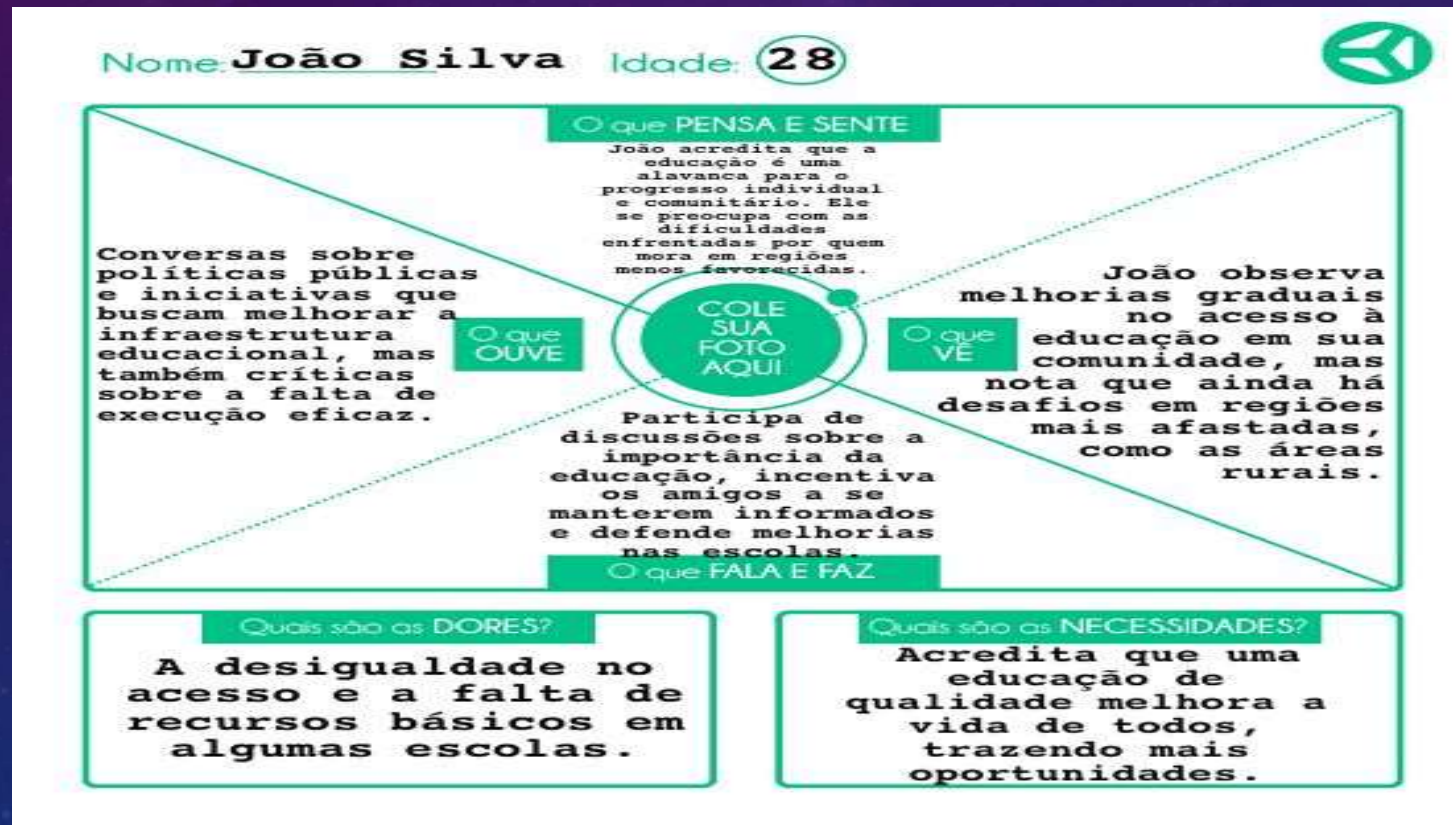 Nome: João Silva Idade: 28
O que PENSA E SENTE
João acredita que a
educação é uma
alavanca para o
progresso individual
e comunitário. Ele
se preocupa com as
dificuldades
enfrentadas por quem
mora em regiões
menos favorecidas.
Conversas sobre
políticas públicas
e iniciativas que
buscam melhorar a
infraestrutura
educacional, mas
também críticas
sobre a falta de
execução eficaz.
O que
OUVE
COLE
SUA
FOTO
AQUI
O que
VÊ
João observa
melhorias graduais
no acesso à
educação em sua
comunidade, mas
nota que ainda há
desafios em regiões
mais afastadas,
como as áreas
rurais.
Participa de
discussões sobre a
importância da
educação, incentiva
os amigos a se
manterem informados
e defende melhorias
nas escolas.
O que FALA E FAZ
Quais são as DORES?
A desigualdade no
acesso e a falta de
recursos básicos em
algumas escolas.
Quais são as NECESSIDADES?
Acredita que uma
educação de
qualidade melhora a
vida de todos,
trazendo mais
oportunidades.